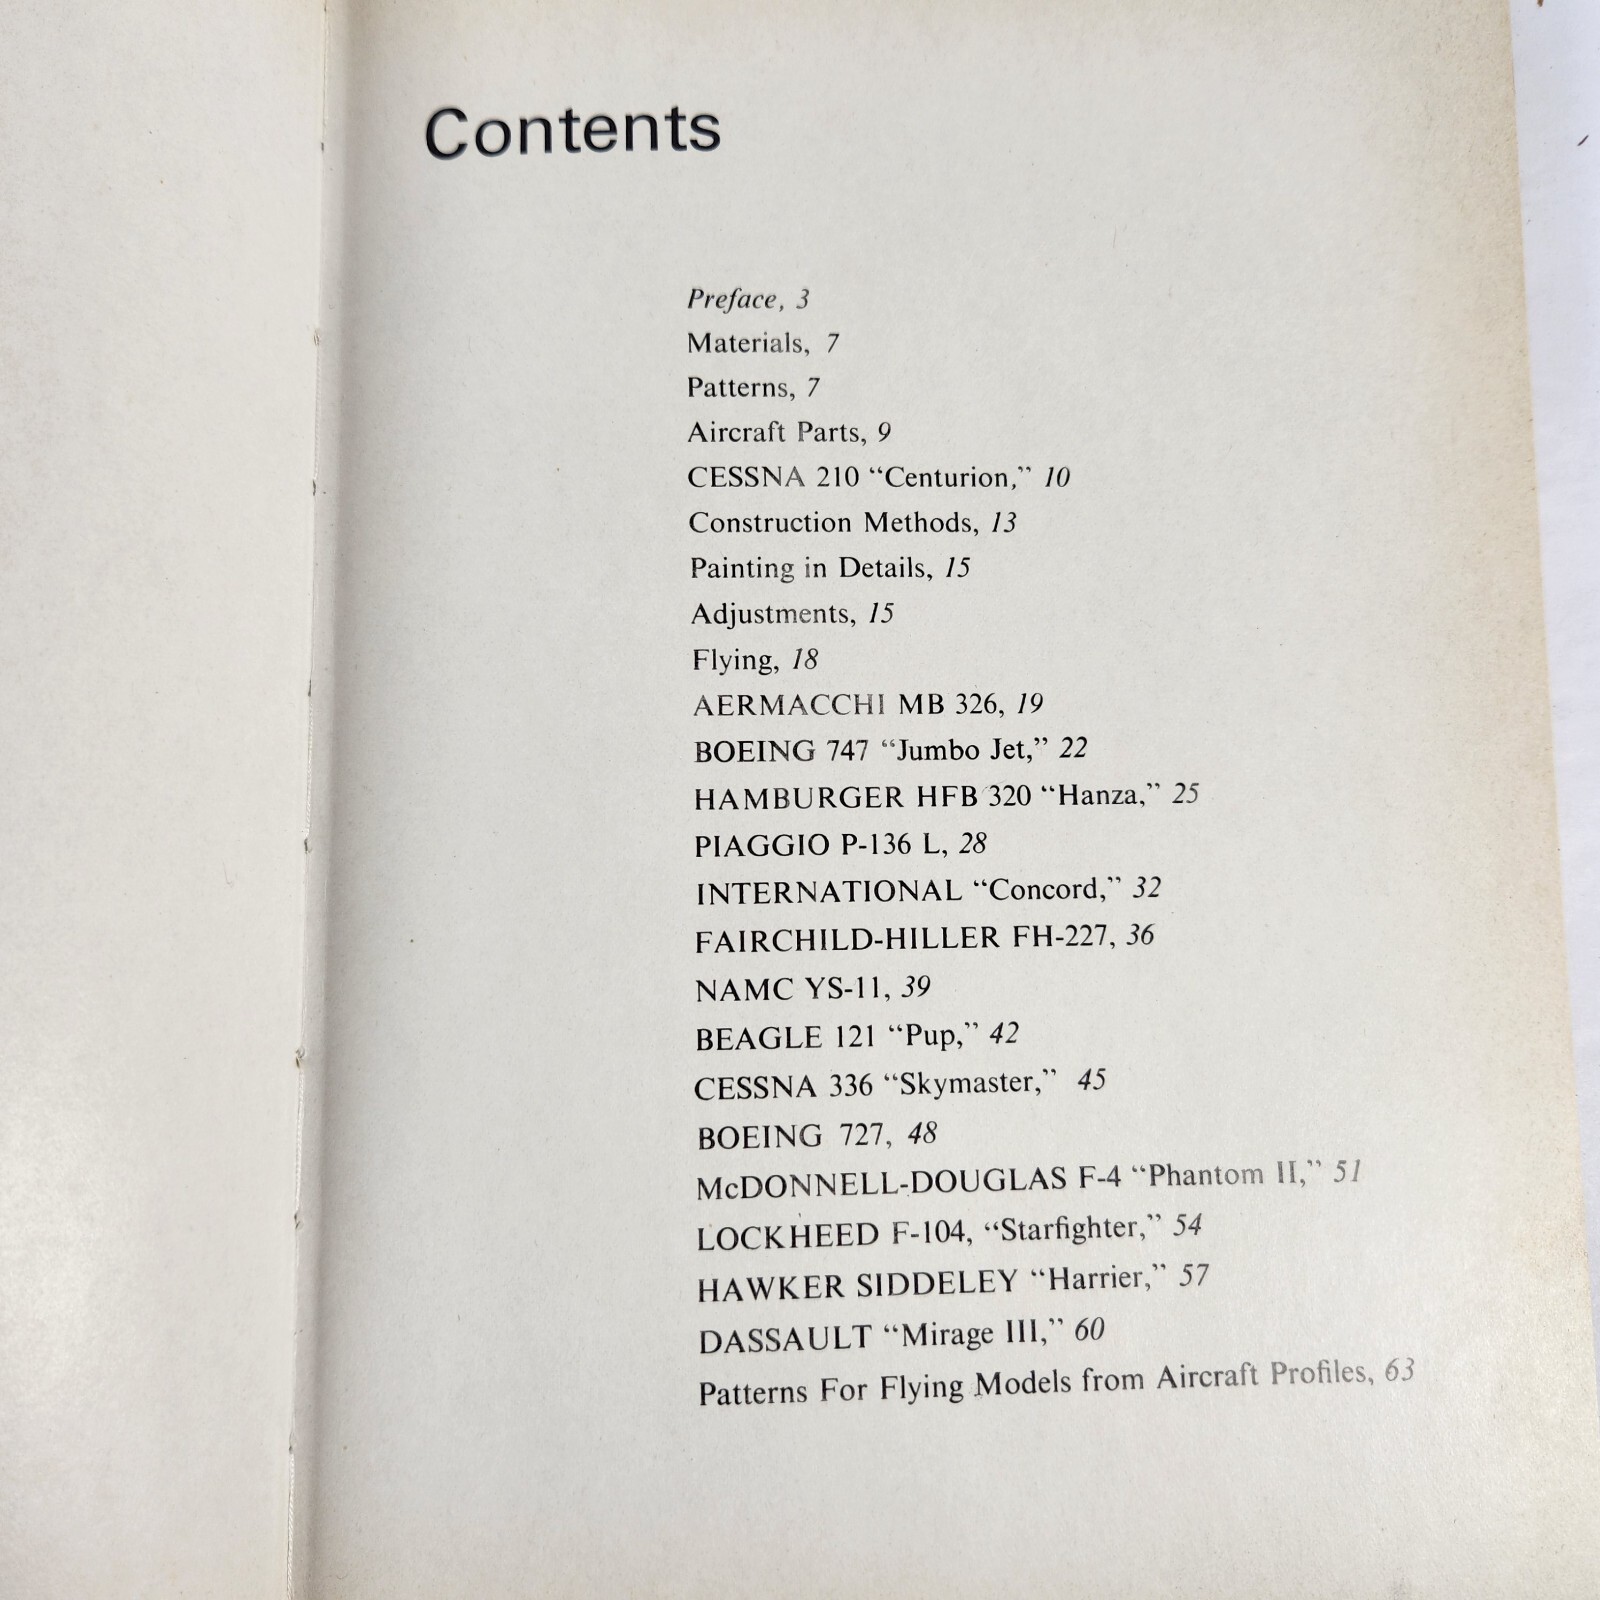 Contents
Preface, 3
Materials, 7
Patterns, 7
Aircraft Parts, 9
CESSNA 210 “Centurion,” 10
Construction Methods, 13
Painting in Details, 15
Adjustments, 15
Flying, 18
AERMACCHI MB 326, 19
BOEING 747 “Jumbo Jet,” 22
HAMBURGER HFB 320 “Hanza,” 25
PIAGGIO P-136 L, 28
INTERNATIONAL “Concord,” 32
FAIRCHILD-HILLER FH-227, 36
NAMC YS-11, 39
BEAGLE 121 “Pup,” 42
CESSNA 336 “Skymaster,” 45
BOEING 727, 48
McDONNELL-DOUGLAS F-4 “Phantom II,” 51
LOCKHEED F-104, “Starfighter,” 54
HAWKER SIDDELEY “Harrier,” 57
DASSAULT “Mirage III,” 60
Patterns For Flying Models from Aircraft Profiles, 63